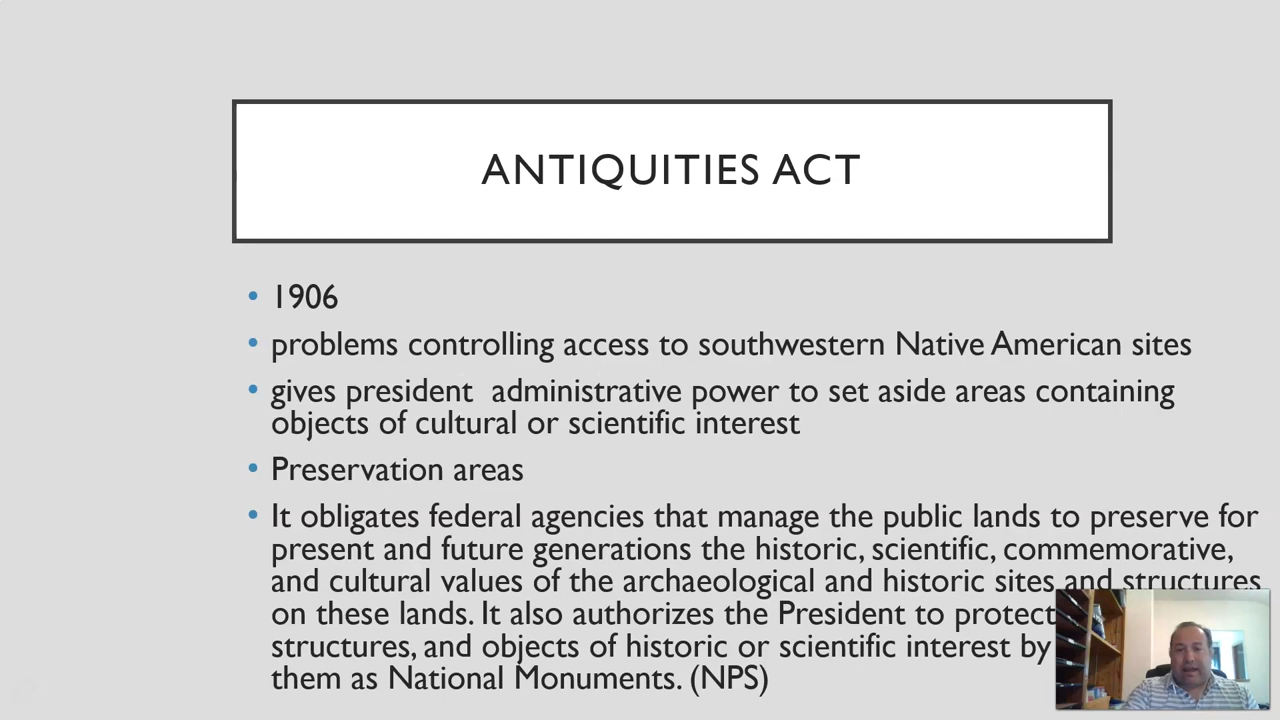 ANTIQUITIES ACT
• 1906
• problems controlling access to southwestern Native American sites
• gives president administrative power to set aside areas containing
objects of cultural or scientific interest
• Preservation areas
• It obligates federal agencies that manage the public lands to preserve for
present and future generations the historic, scientific, commemorative,
and cultural values of the archaeological and historic sites and structures
on these lands. It also authorizes the President to protect
structures, and objects of historic or scientific interest by
them as National Monuments. (NPS)